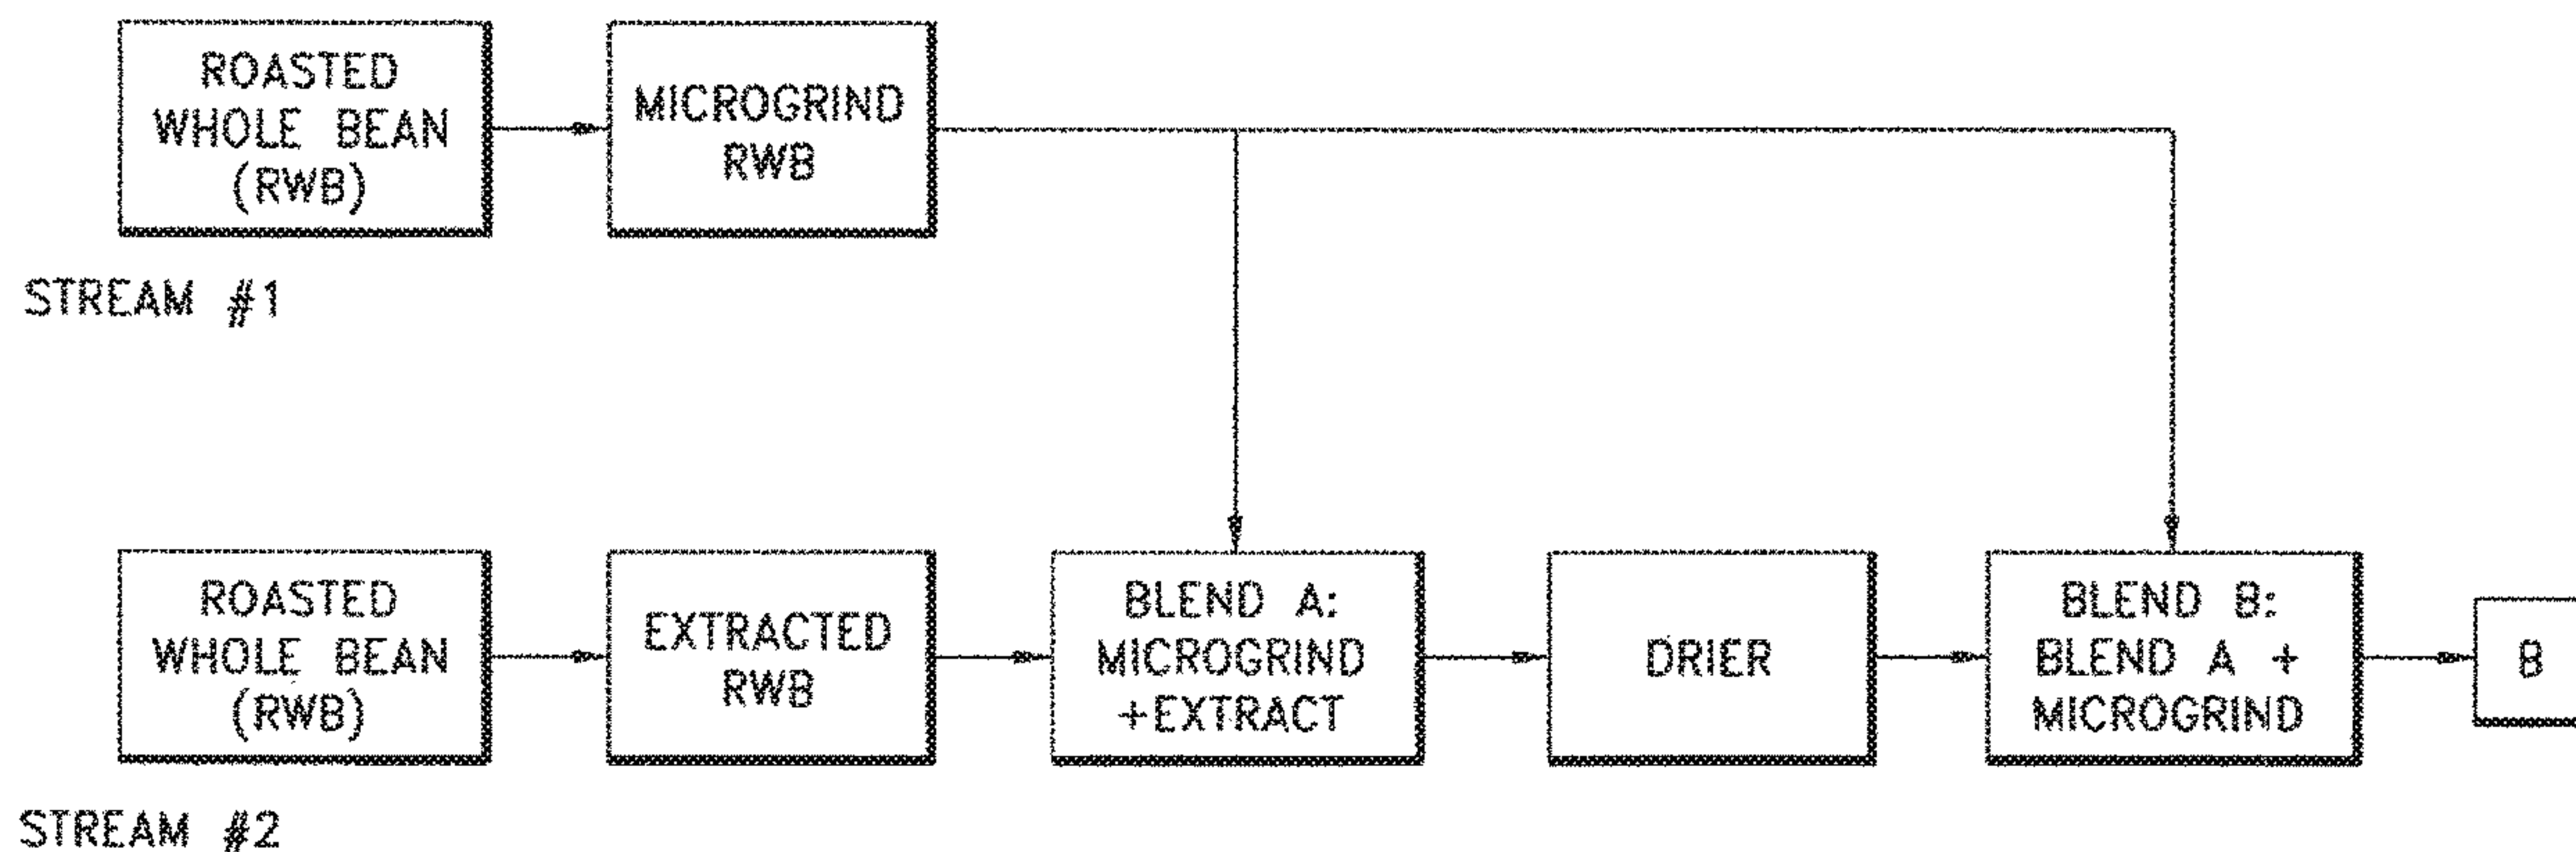 ROASTED
WHOLE BEAN
(RWB)
MICROGRIND
RWB
STREAM #1
ROASTED
WHOLE BEAN
(RWB)
EXTRACTED
RWB
BLEND A:
MICROGRIND
+EXTRACT
DRIER
BLEND B:
BLEND A +
MICROGRIND
B
STREAM #2